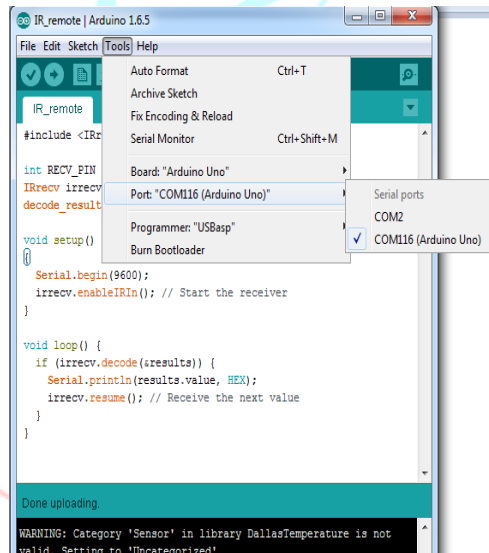 IR_remote | Arduino 1.6.5
File Edit Sketch Tools Help
Auto Format Ctrl+T
Archive Sketch
Fix Encoding & Reload
Serial Monitor Ctrl+Shift+M
Board: "Arduino Uno"
Port: "COM116 (Arduino Uno)"
Programmer: "USBasp"
Burn Bootloader
Serial ports
COM2
COM116 (Arduino Uno)
IR_remote
#include <IRr
int RECV_PIN
IRrecv irrecv
decode_result
void setup()
{
Serial.begin(9600);
irrecv.enableIRIn(); // Start the receiver
}
void loop() {
if (irrecv.decode(&results)) {
Serial.println(results.value, HEX);
irrecv.resume(); // Receive the next value
}
}
Done uploading.
WARNING: Category 'Sensor' in library DallasTemperature is not
valid. Setting to 'Uncategorized'